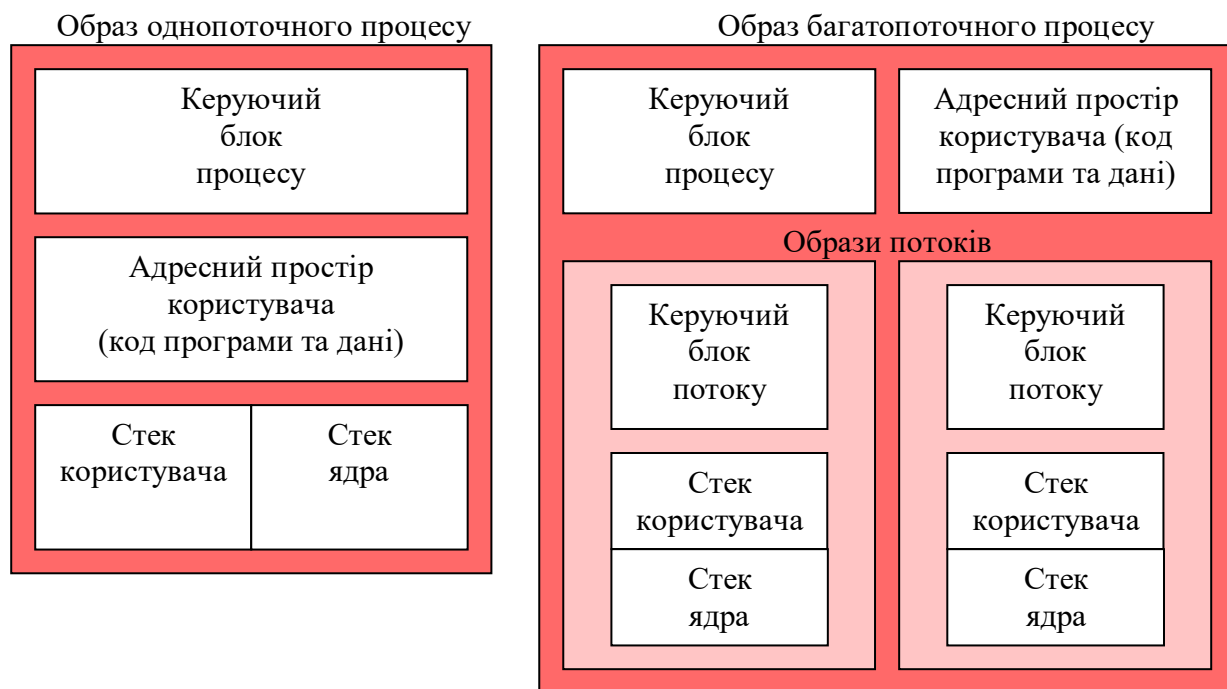 Образ однопоточного процесу
Керуючий
блок
процесу
Адресний простір
користувача
(код програми та дані)
Стек
користувача
Стек
ядра
Образ багатопоточного процесу
Керуючий
блок
процесу
Адресний простір
користувача (код
програми та дані)
Образи потоків
Керуючий
блок
потоку
Стек
користувача
Стек
ядра
Керуючий
блок
потоку
Стек
користувача
Стек
ядра